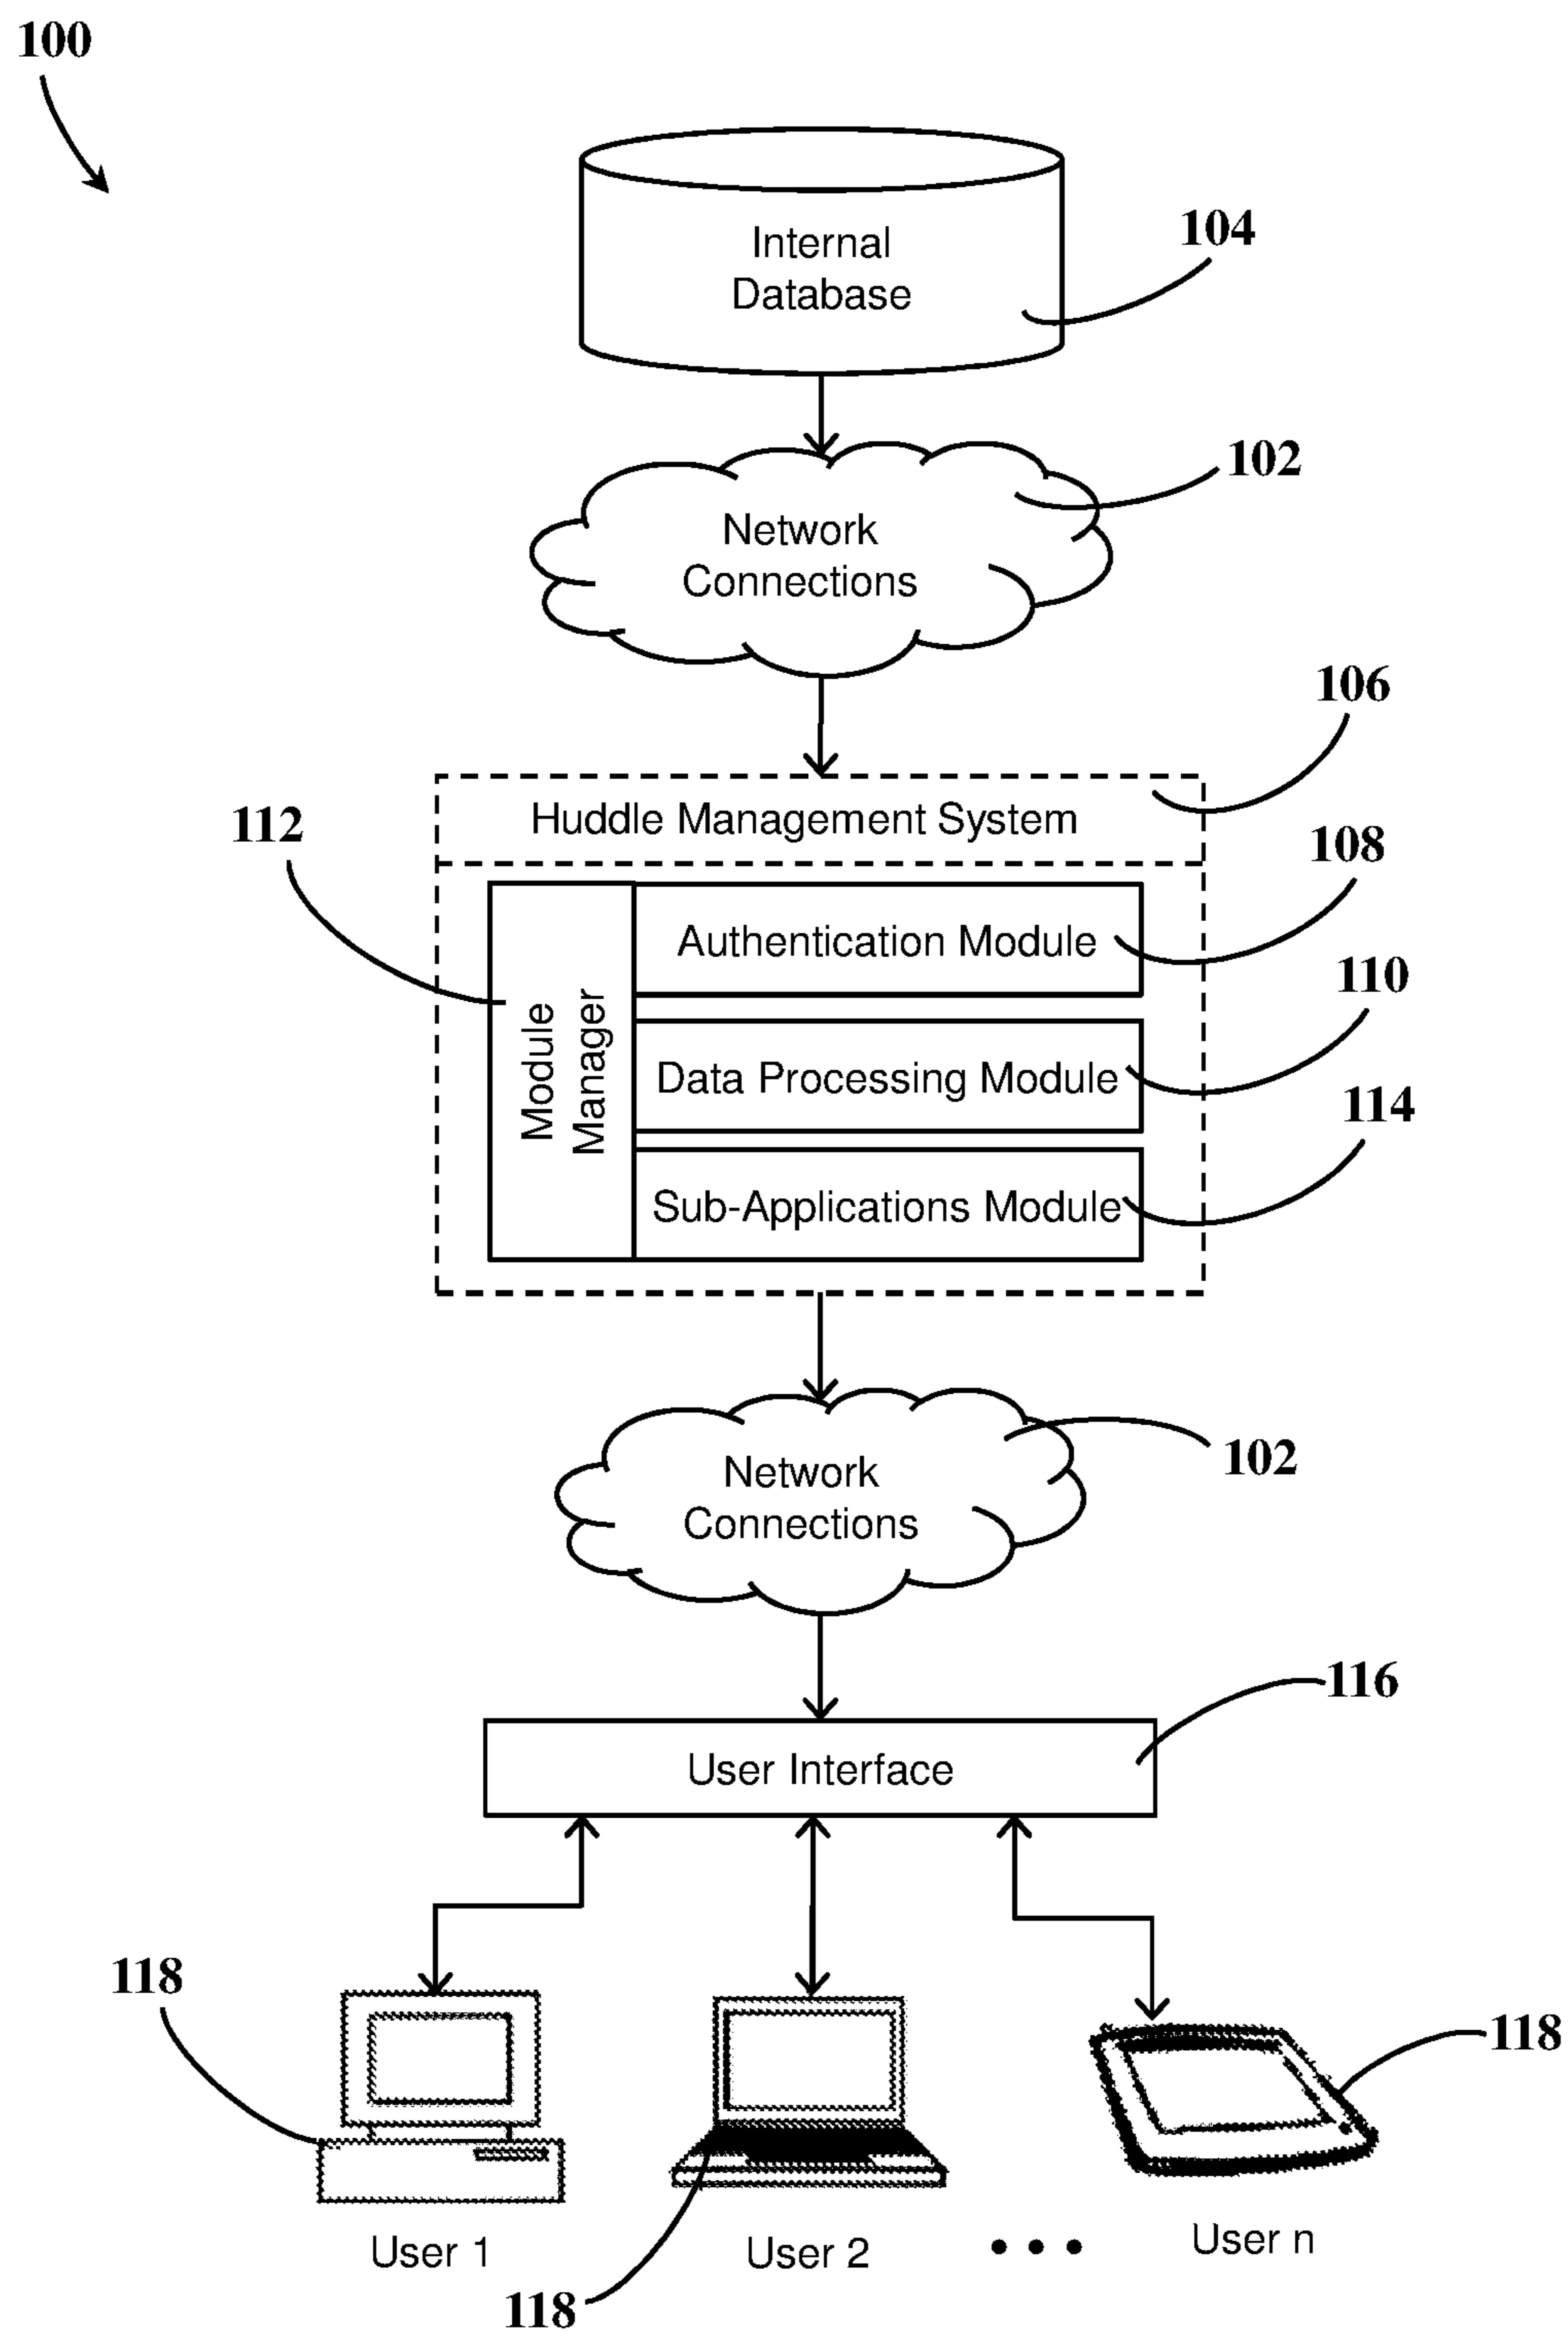 100
Internal
Database
104
102
Network
Connections
106
Huddle Management System
112
108
Authentication Module
110
Module
Manager
Data Processing Module
114
Sub-Applications Module
Network
Connections
102
116
User Interface
118
118
User 1
User 2
User n
118